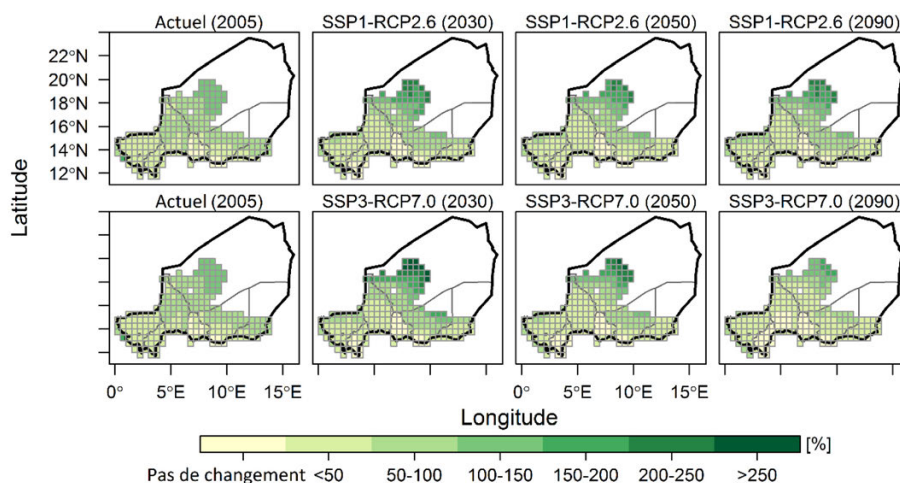 Actuel (2005) SSP1-RCP2.6 (2030) SSP1-RCP2.6 (2050) SSP1-RCP2.6 (2090)
22°N
20°N
18°N
16°N
14°N
12°N
Latitude
Actuel (2005) SSP3-RCP7.0 (2030) SSP3-RCP7.0 (2050) SSP3-RCP7.0 (2090)
0° 5°E 10°E 15°E 0° 5°E 10°E 15°E
Longitude
[%]
Pas de changement <50 50-100 100-150 150-200 200-250 >250